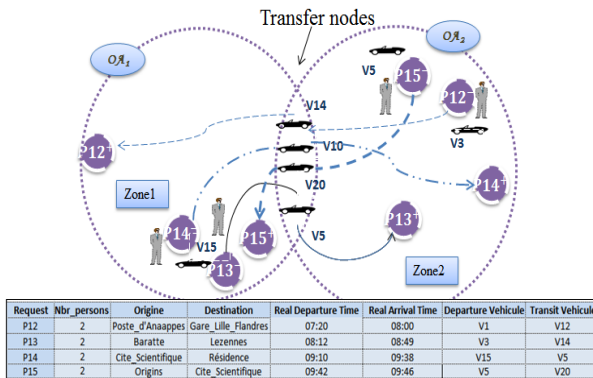 Transfer nodes
OA₁
OA₂
V5
P15⁻
P12⁻
V14
V3
P12⁺
V10
P14⁺
Zone1
V20
P13⁺
P14⁻
P15⁺
V15
V5
P13⁻
Zone2
Request Nbr_persons Origine Destination Real Departure Time Real Arrival Time Departure Vehicule Transit Vehicule
P12 2 Poste_d'Anaappes Gare_Lille_Flandres 07:20 08:00 V1 V12
P13 2 Baratte Lezennes 08:12 08:49 V3 V14
P14 2 Cite_Scientifique Résidence 09:10 09:38 V15 V5
P15 2 Origins Cite_Scientifique 09:42 09:46 V5 V20